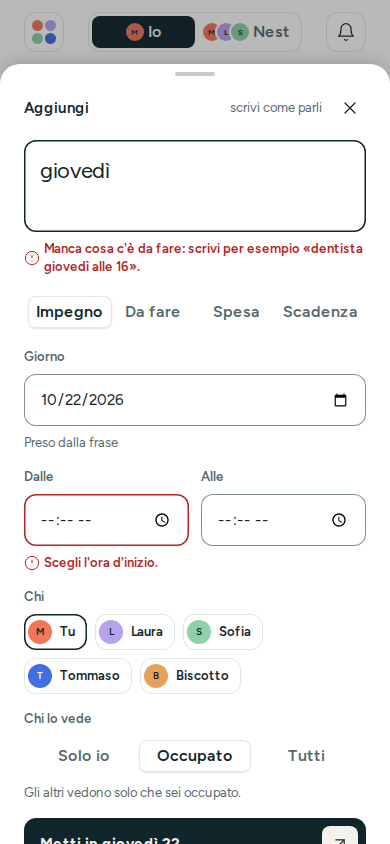 M Io M L S Nest
Aggiungi scrivi come parli
giovedì
Manca cosa c'è da fare: scrivi per esempio «dentista
giovedì alle 16».
Impegno Da fare Spesa Scadenza
Giorno
10/22/2026
Preso dalla frase
Dalle Alle
--:-- -- --:-- --
Scegli l'ora d'inizio.
Chi
M Tu L Laura S Sofia
T Tommaso B Biscotto
Chi lo vede
Solo io Occupato Tutti
Gli altri vedono solo che sei occupato.
Metti in giovedì 22